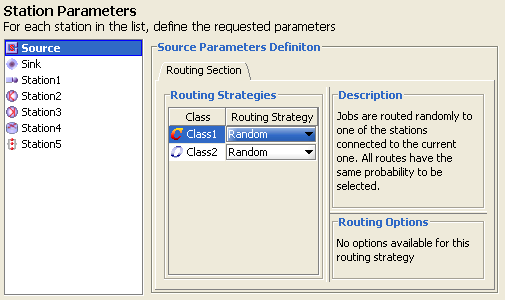 Station Parameters
For each station in the list, define the requested parameters
Source
Sink
Station1
Station2
Station3
Station4
Station5
Source Parameters Definiton
Routing Section
Routing Strategies
Class Routing Strategy
Class1 Random
Class2 Random
Description
Jobs are routed randomly to
one of the stations
connected to the current
one. All routes have the
same probability to be
selected.
Routing Options
No options available for this
routing strategy